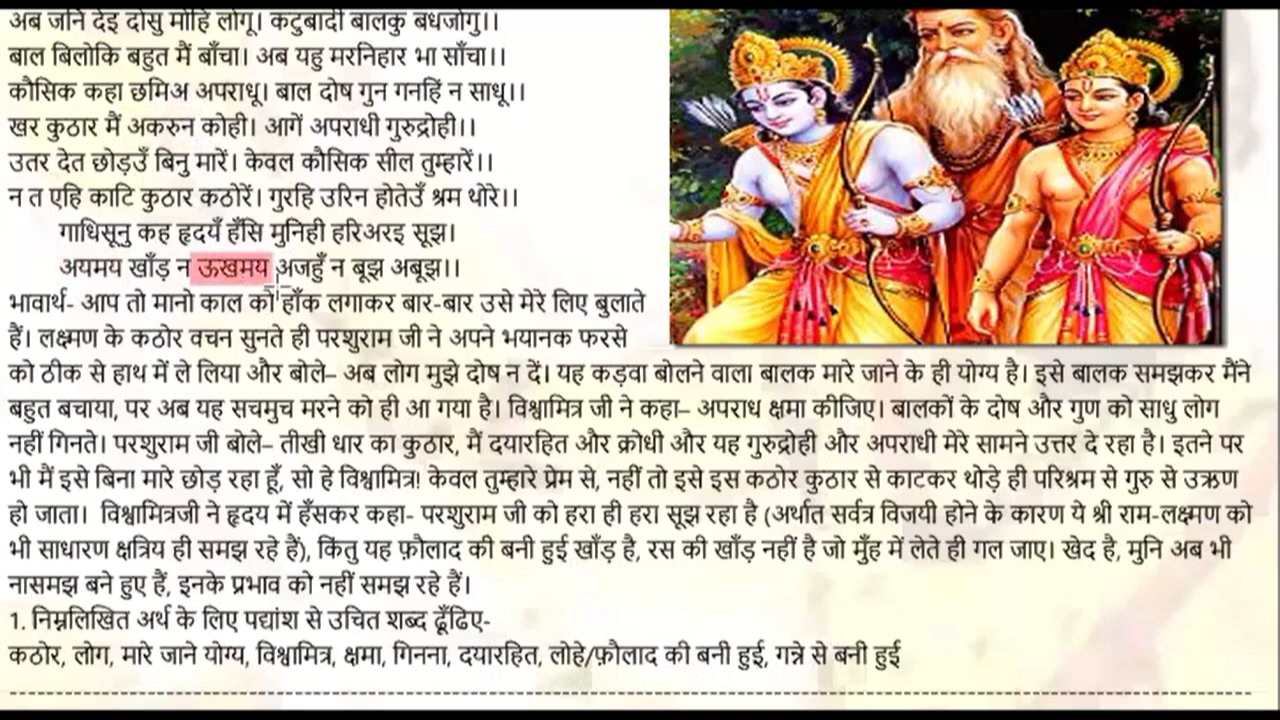 अब जनि देइ दोसु मोहि लोगू। कटुबादी बालकु बधजोगु।।
बाल बिलोकि बहुत मैं बाँचा। अब यहु मरनिहार भा साँचा।।
कौसिक कहा छमिअ अपराधू। बाल दोष गुन गनहिं न साधू।।
खर कुठार मैं अकरुन कोही। आगें अपराधी गुरुद्रोही।।
उतर देत छोड़उँ बिनु मारें। केवल कौसिक सील तुम्हारें।।
न त एहि काटि कुठार कठोरें। गुरहि उरिन होतेउँ श्रम थोरे।।
गाधिसूनु कह हृदयँ हँसि मुनिही हरिअरइ सूझ।
अयमय खाँड़ न ऊखमय अजहुँ न बूझ अबूझ।।
भावार्थ- आप तो मानो काल को हाँक लगाकर बार-बार उसे मेरे लिए बुलाते
हैं। लक्ष्मण के कठोर वचन सुनते ही परशुराम जी ने अपने भयानक फरसे
को ठीक से हाथ में ले लिया और बोले– अब लोग मुझे दोष न दें। यह कड़वा बोलने वाला बालक मारे जाने के ही योग्य है। इसे बालक समझकर मैंने
बहुत बचाया, पर अब यह सचमुच मरने को ही आ गया है। विश्वामित्र जी ने कहा– अपराध क्षमा कीजिए। बालकों के दोष और गुण को साधु लोग
नहीं गिनते। परशुराम जी बोले– तीखी धार का कुठार, मैं दयारहित और क्रोधी और यह गुरुद्रोही और अपराधी मेरे सामने उत्तर दे रहा है। इतने पर
भी मैं इसे बिना मारे छोड़ रहा हूँ, सो हे विश्वामित्र! केवल तुम्हारे प्रेम से, नहीं तो इसे इस कठोर कुठार से काटकर थोड़े ही परिश्रम से गुरु से उऋण
हो जाता। विश्वामित्रजी ने हृदय में हँसकर कहा- परशुराम जी को हरा ही हरा सूझ रहा है (अर्थात सर्वत्र विजयी होने के कारण ये श्री राम-लक्ष्मण को
भी साधारण क्षत्रिय ही समझ रहे हैं), किंतु यह फ़ौलाद की बनी हुई खाँड़ है, रस की खाँड़ नहीं है जो मुँह में लेते ही गल जाए। खेद है, मुनि अब भी
नासमझ बने हुए हैं, इनके प्रभाव को नहीं समझ रहे हैं।
1. निम्नलिखित अर्थ के लिए पद्यांश से उचित शब्द ढूँढिए-
कठोर, लोग, मारे जाने योग्य, विश्वामित्र, क्षमा, गिनना, दयारहित, लोहे/फ़ौलाद की बनी हुई, गन्ने से बनी हुई